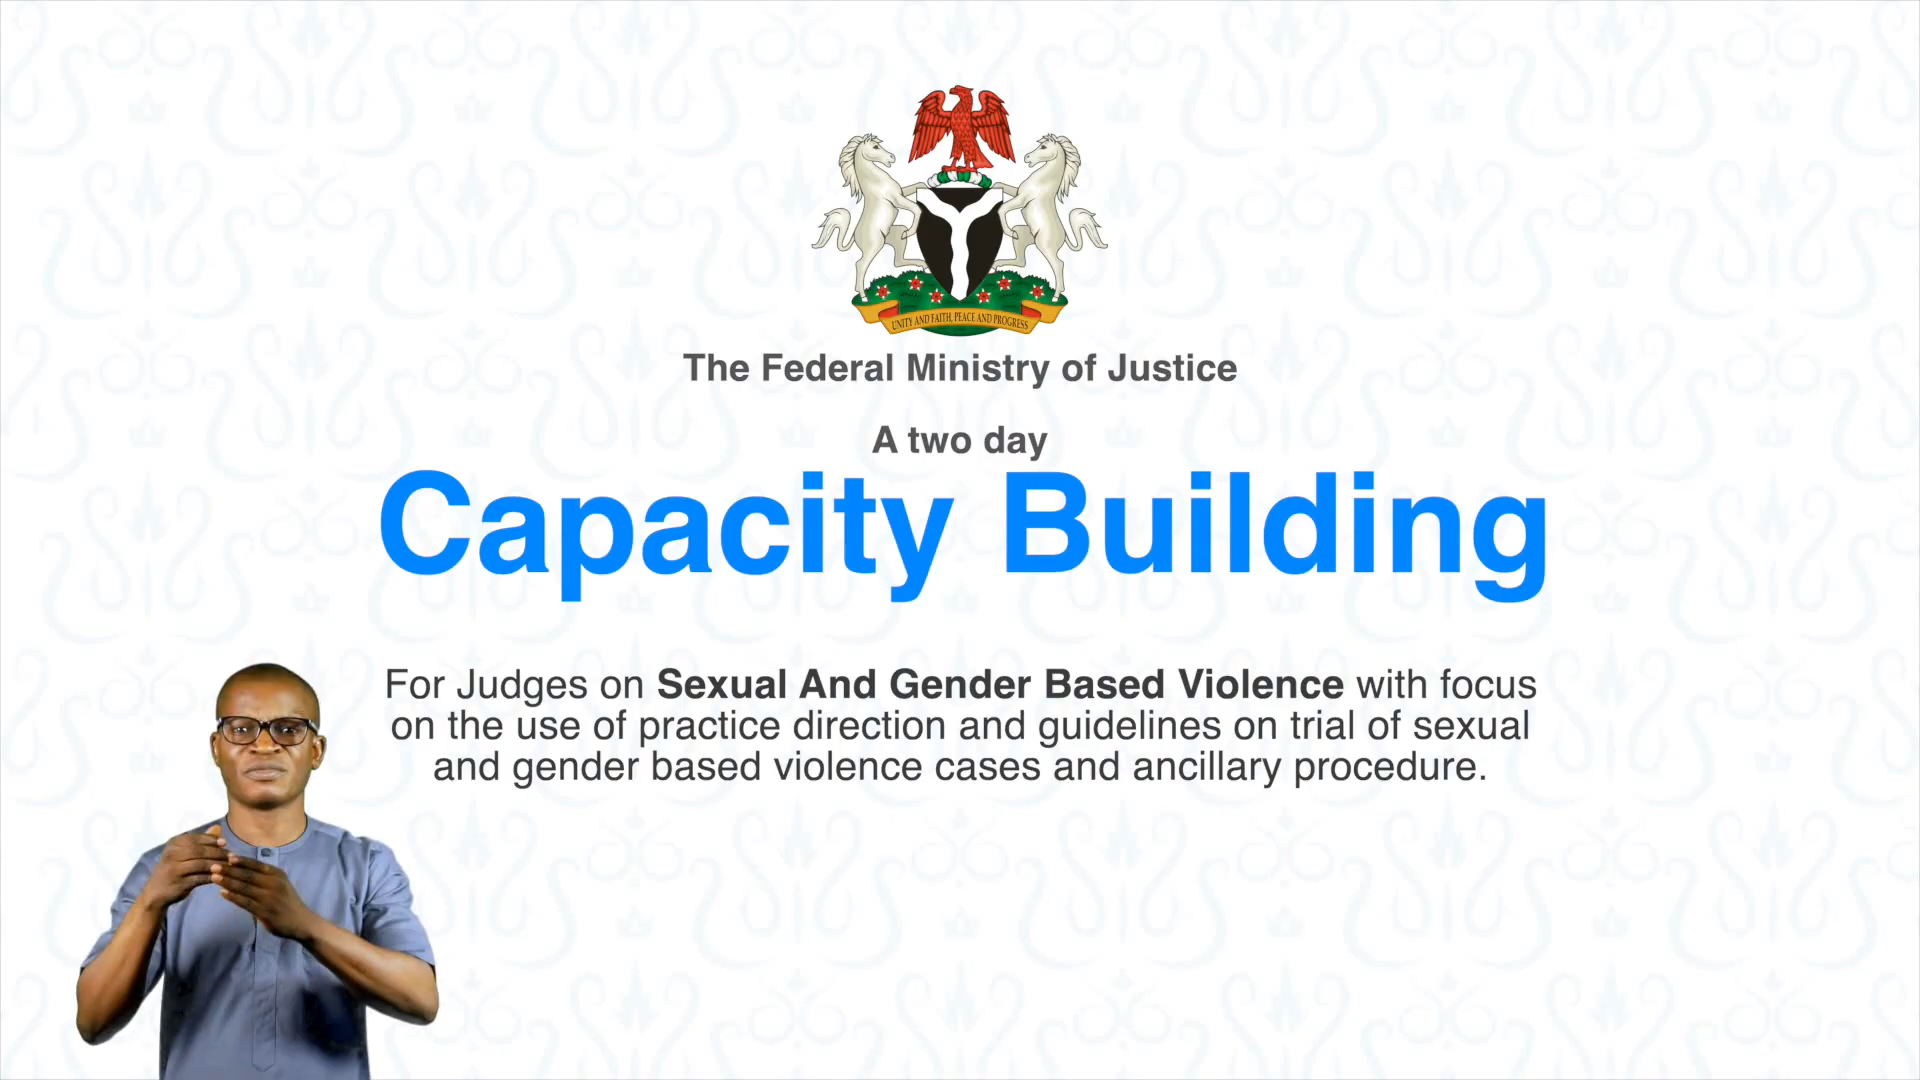 UNITY AND FAITH, PEACE AND PROGRESS
The Federal Ministry of Justice
A two day
Capacity Building
For Judges on Sexual And Gender Based Violence with focus
on the use of practice direction and guidelines on trial of sexual
and gender based violence cases and ancillary procedure.